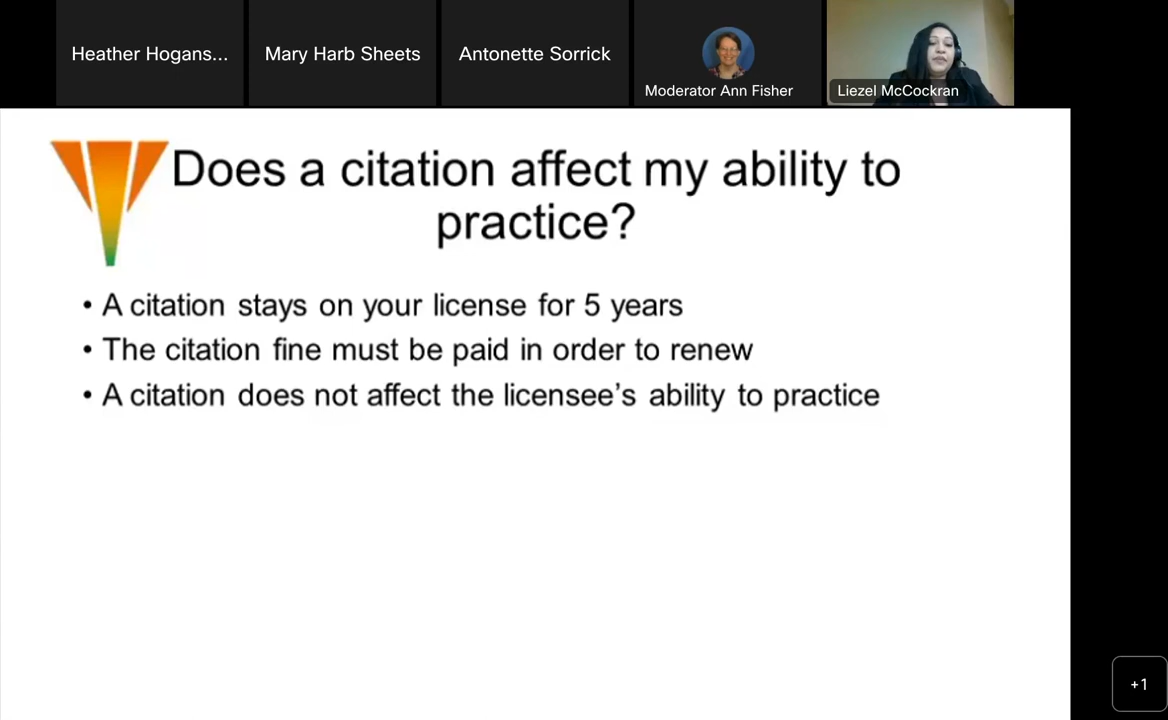 Heather Hogans...
Mary Harb Sheets
Antonette Sorrick
Moderator Ann Fisher
Liezel McCockran
Does a citation affect my ability to
practice?
• A citation stays on your license for 5 years
• The citation fine must be paid in order to renew
• A citation does not affect the licensee’s ability to practice
+1